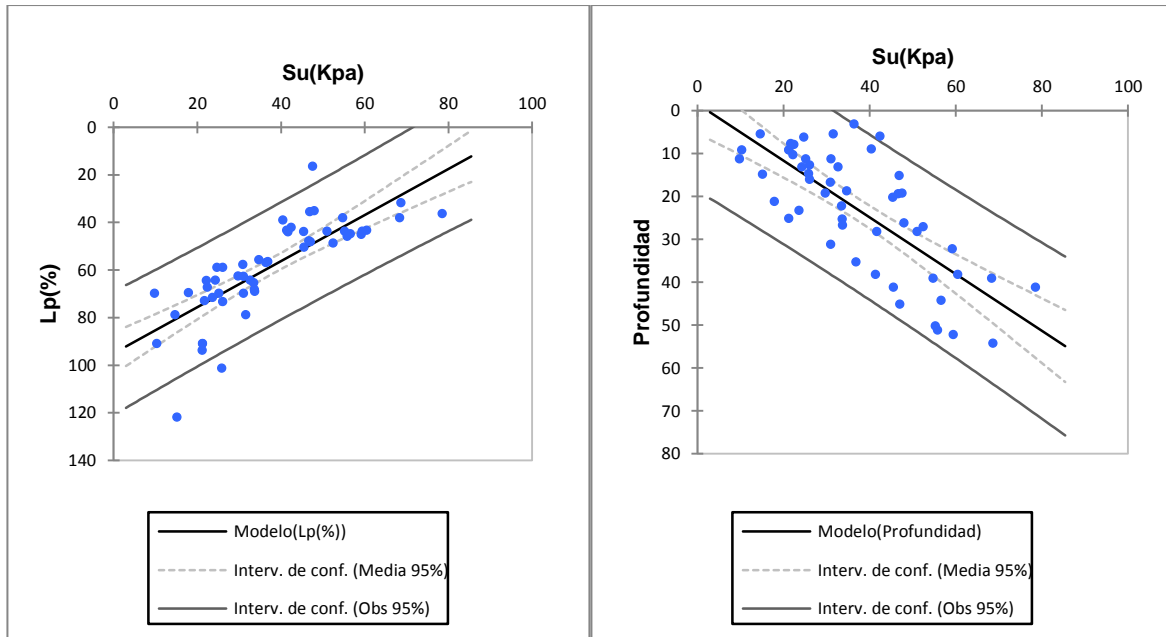 Su(Kpa)
0 20 40 60 80 100
0
20
40
60
80
100
120
140
Lp(%)
Modelo(Lp(%))
Interv. de conf. (Media 95%)
Interv. de conf. (Obs 95%)
Su(Kpa)
0 20 40 60 80 100
0
10
20
30
40
50
60
70
80
Profundidad
Modelo(Profundidad)
Interv. de conf. (Media 95%)
Interv. de conf. (Obs 95%)